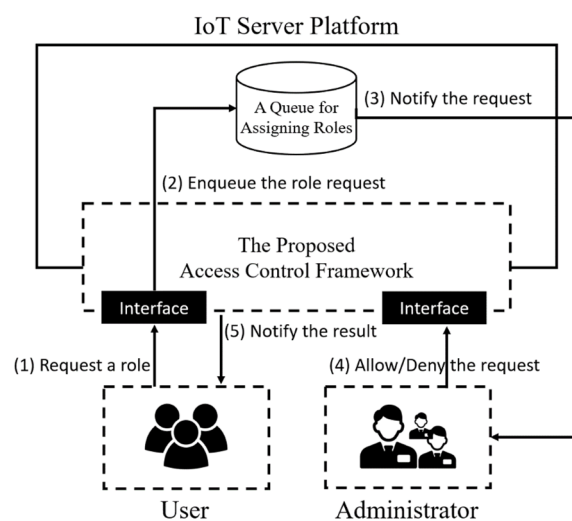 IoT Server Platform
A Queue for
Assigning Roles
(3) Notify the request
(2) Enqueue the role request
The Proposed
Access Control Framework
Interface
Interface
(5) Notify the result
(1) Request a role
(4) Allow/Deny the request
User
Administrator